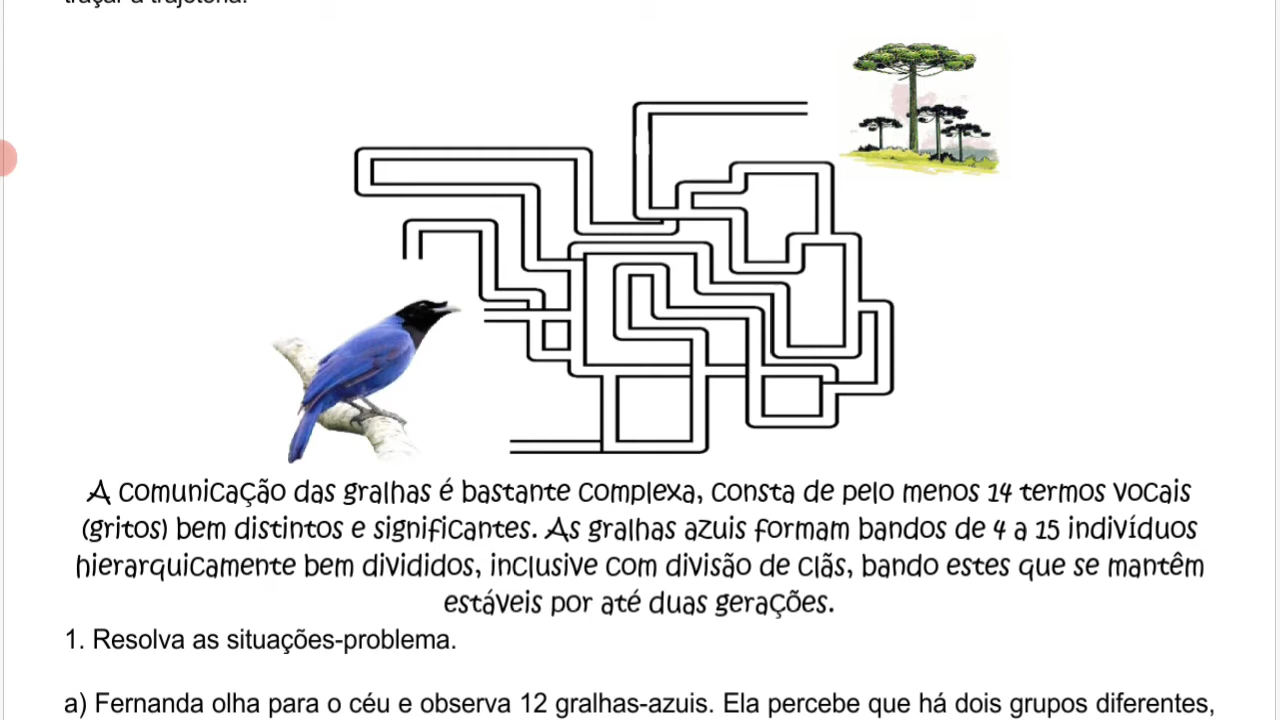 traçar a trajetória.
A comunicação das gralhas é bastante complexa, consta de pelo menos 14 termos vocais
(gritos) bem distintos e significantes. As gralhas azuis formam bandos de 4 a 15 indivíduos
hierarquicamente bem divididos, inclusive com divisão de clãs, bando estes que se mantêm
estáveis por até duas gerações.
1. Resolva as situações-problema.
a) Fernanda olha para o céu e observa 12 gralhas-azuis. Ela percebe que há dois grupos diferentes,